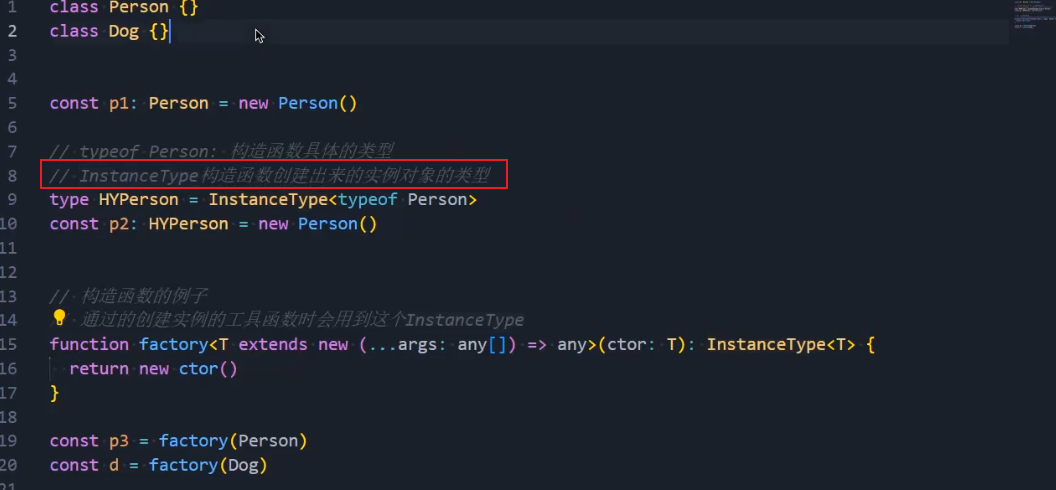 1 class Person {}
2 class Dog {}
3
4
5 const p1: Person = new Person()
6
7 // typeof Person: 构造函数具体的类型
8 // InstanceType构造函数创建出来的实例对象的类型
9 type HYPerson = InstanceType<typeof Person>
10 const p2: HYPerson = new Person()
11
12
13 // 构造函数的例子
14 通过的创建实例的工具函数时会用到这个InstanceType
15 function factory<T extends new (...args: any[]) => any>(ctor: T): InstanceType<T> {
16 return new ctor()
17 }
18
19 const p3 = factory(Person)
20 const d = factory(Dog)
21